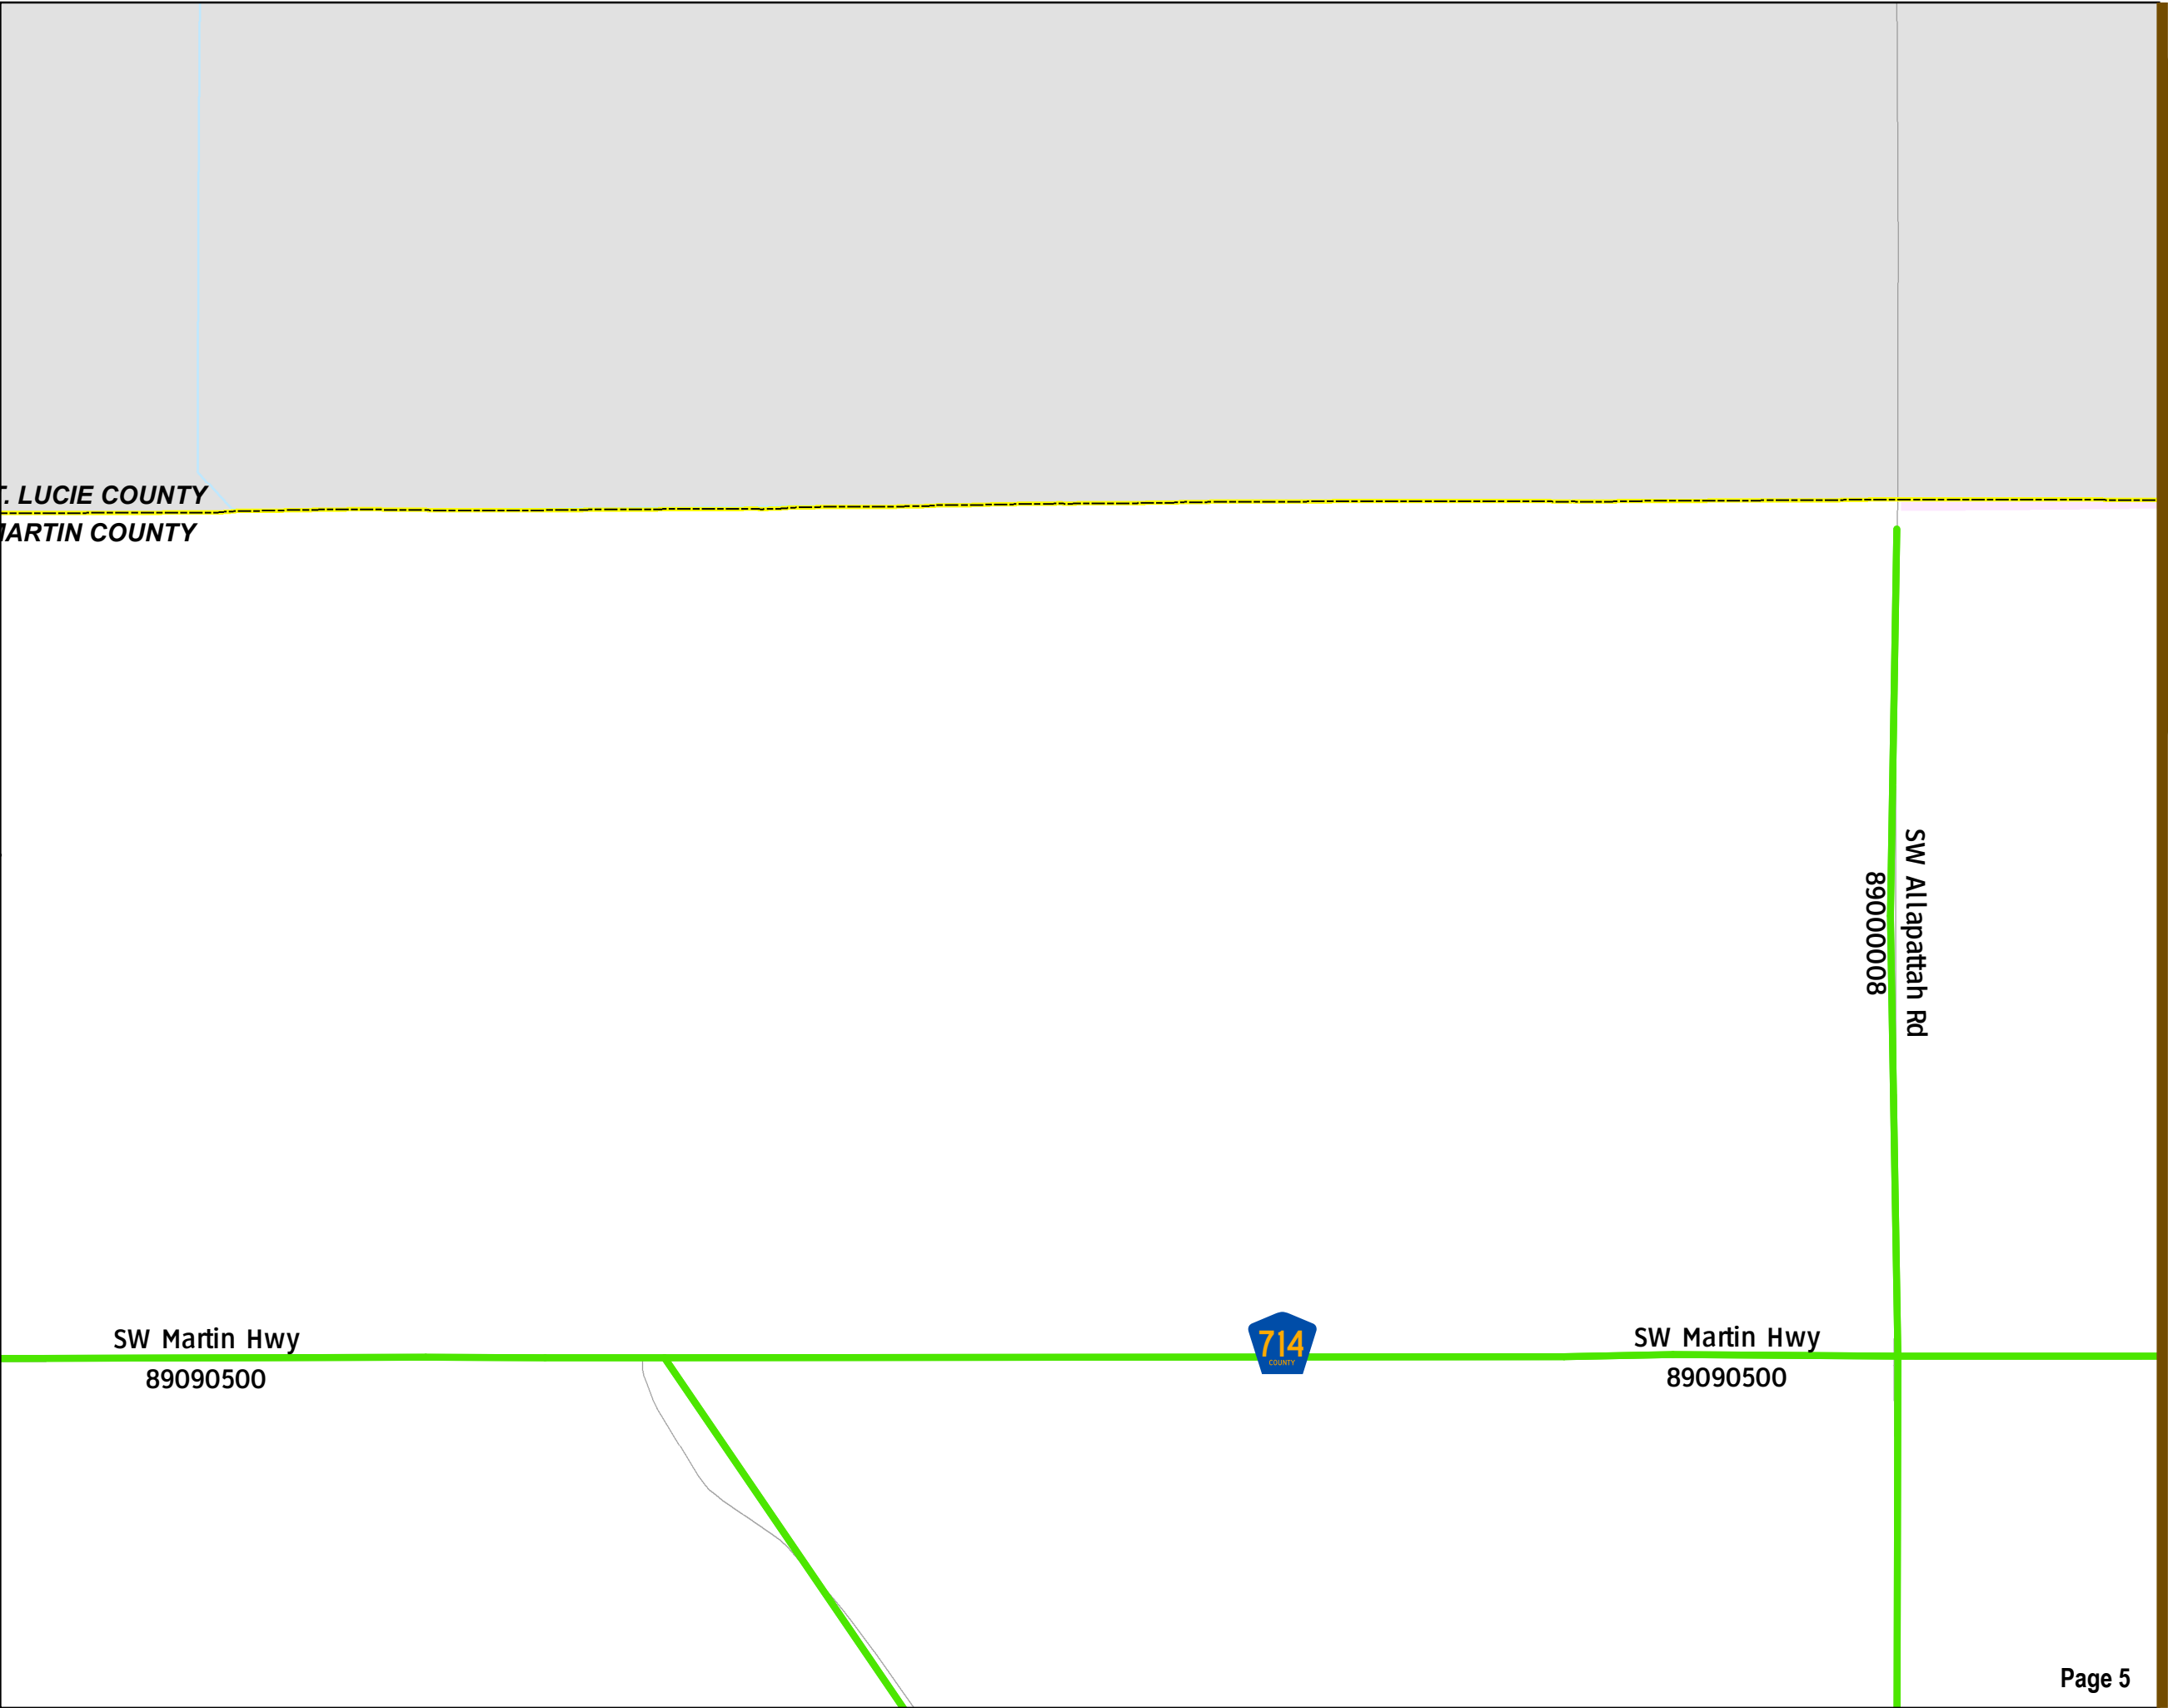 T. LUCIE COUNTY
MARTIN COUNTY
SW Allapattah Rd
89000008
SW Martin Hwy
89090500
714
COUNTY
SW Martin Hwy
89090500
Page 5